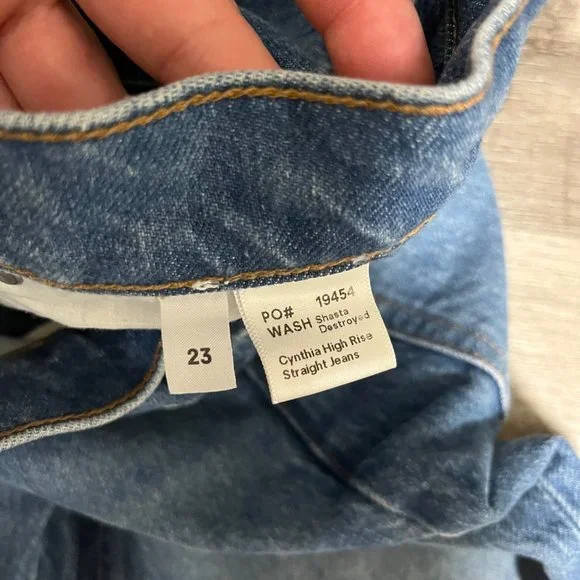 23
PO# 19454
WASH Shasta
Destroyed
Cynthia High Rise
Straight Jeans